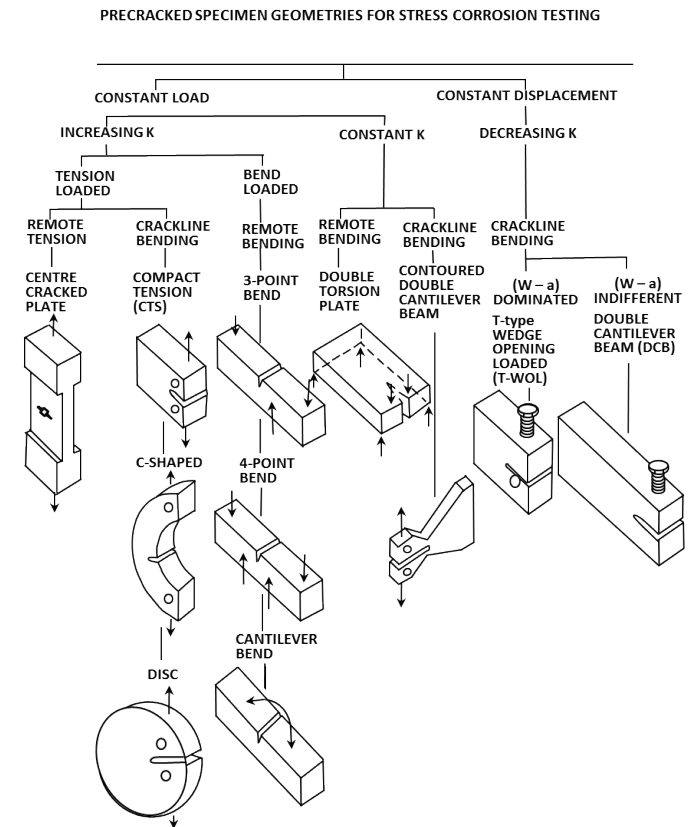 PRECRACKED SPECIMEN GEOMETRIES FOR STRESS CORROSION TESTING
CONSTANT LOAD
CONSTANT DISPLACEMENT
INCREASING K
CONSTANT K
DECREASING K
TENSION
LOADED
BEND
LOADED
REMOTE
TENSION
CRACKLINE
BENDING
REMOTE
BENDING
REMOTE
BENDING
CRACKLINE
BENDING
CRACKLINE
BENDING
CENTRE
CRACKED
PLATE
COMPACT
TENSION
(CTS)
3-POINT
BEND
DOUBLE
TORSION
PLATE
CONTOURED
DOUBLE
CANTILEVER
BEAM
(W – a)
DOMINATED
T-type
WEDGE
OPENING
LOADED
(T-WOL)
(W – a)
INDIFFERENT
DOUBLE
CANTILEVER
BEAM (DCB)
C-SHAPED
4-POINT
BEND
CANTILEVER
BEND
DISC